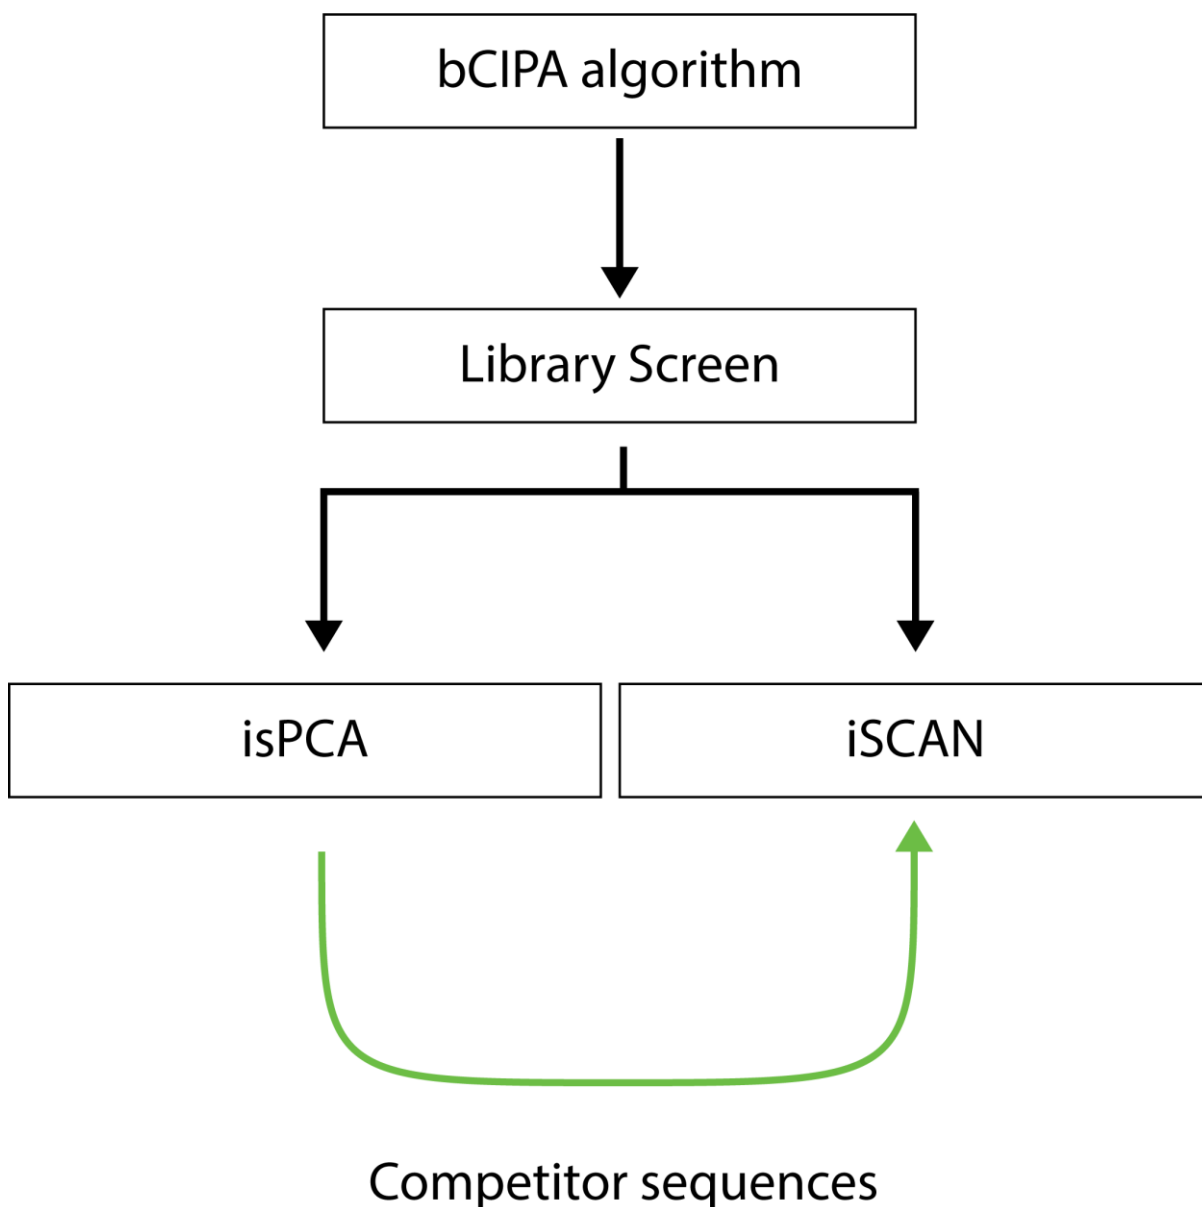 bCIPA algorithm
Library Screen
isPCA
iSCAN
Competitor sequences